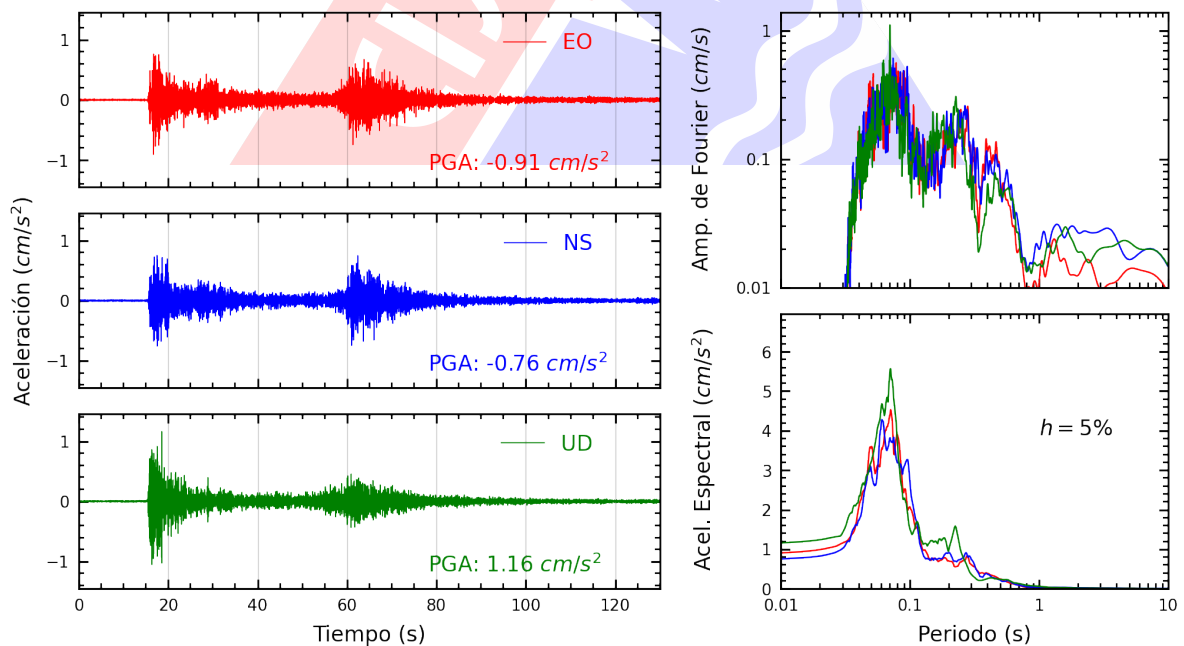 Aceleración (cm/s²)
1
0
−1
EO
PGA: -0.91 cm/s²
1
0
−1
NS
PGA: -0.76 cm/s²
1
0
−1
UD
PGA: 1.16 cm/s²
0 20 40 60 80 100 120
Tiempo (s)
Amp. de Fourier (cm/s)
1
0.1
0.01
Acel. Espectral (cm/s²)
6
5
4
3
2
1
0
h = 5%
0.01 0.1 1 10
Periodo (s)